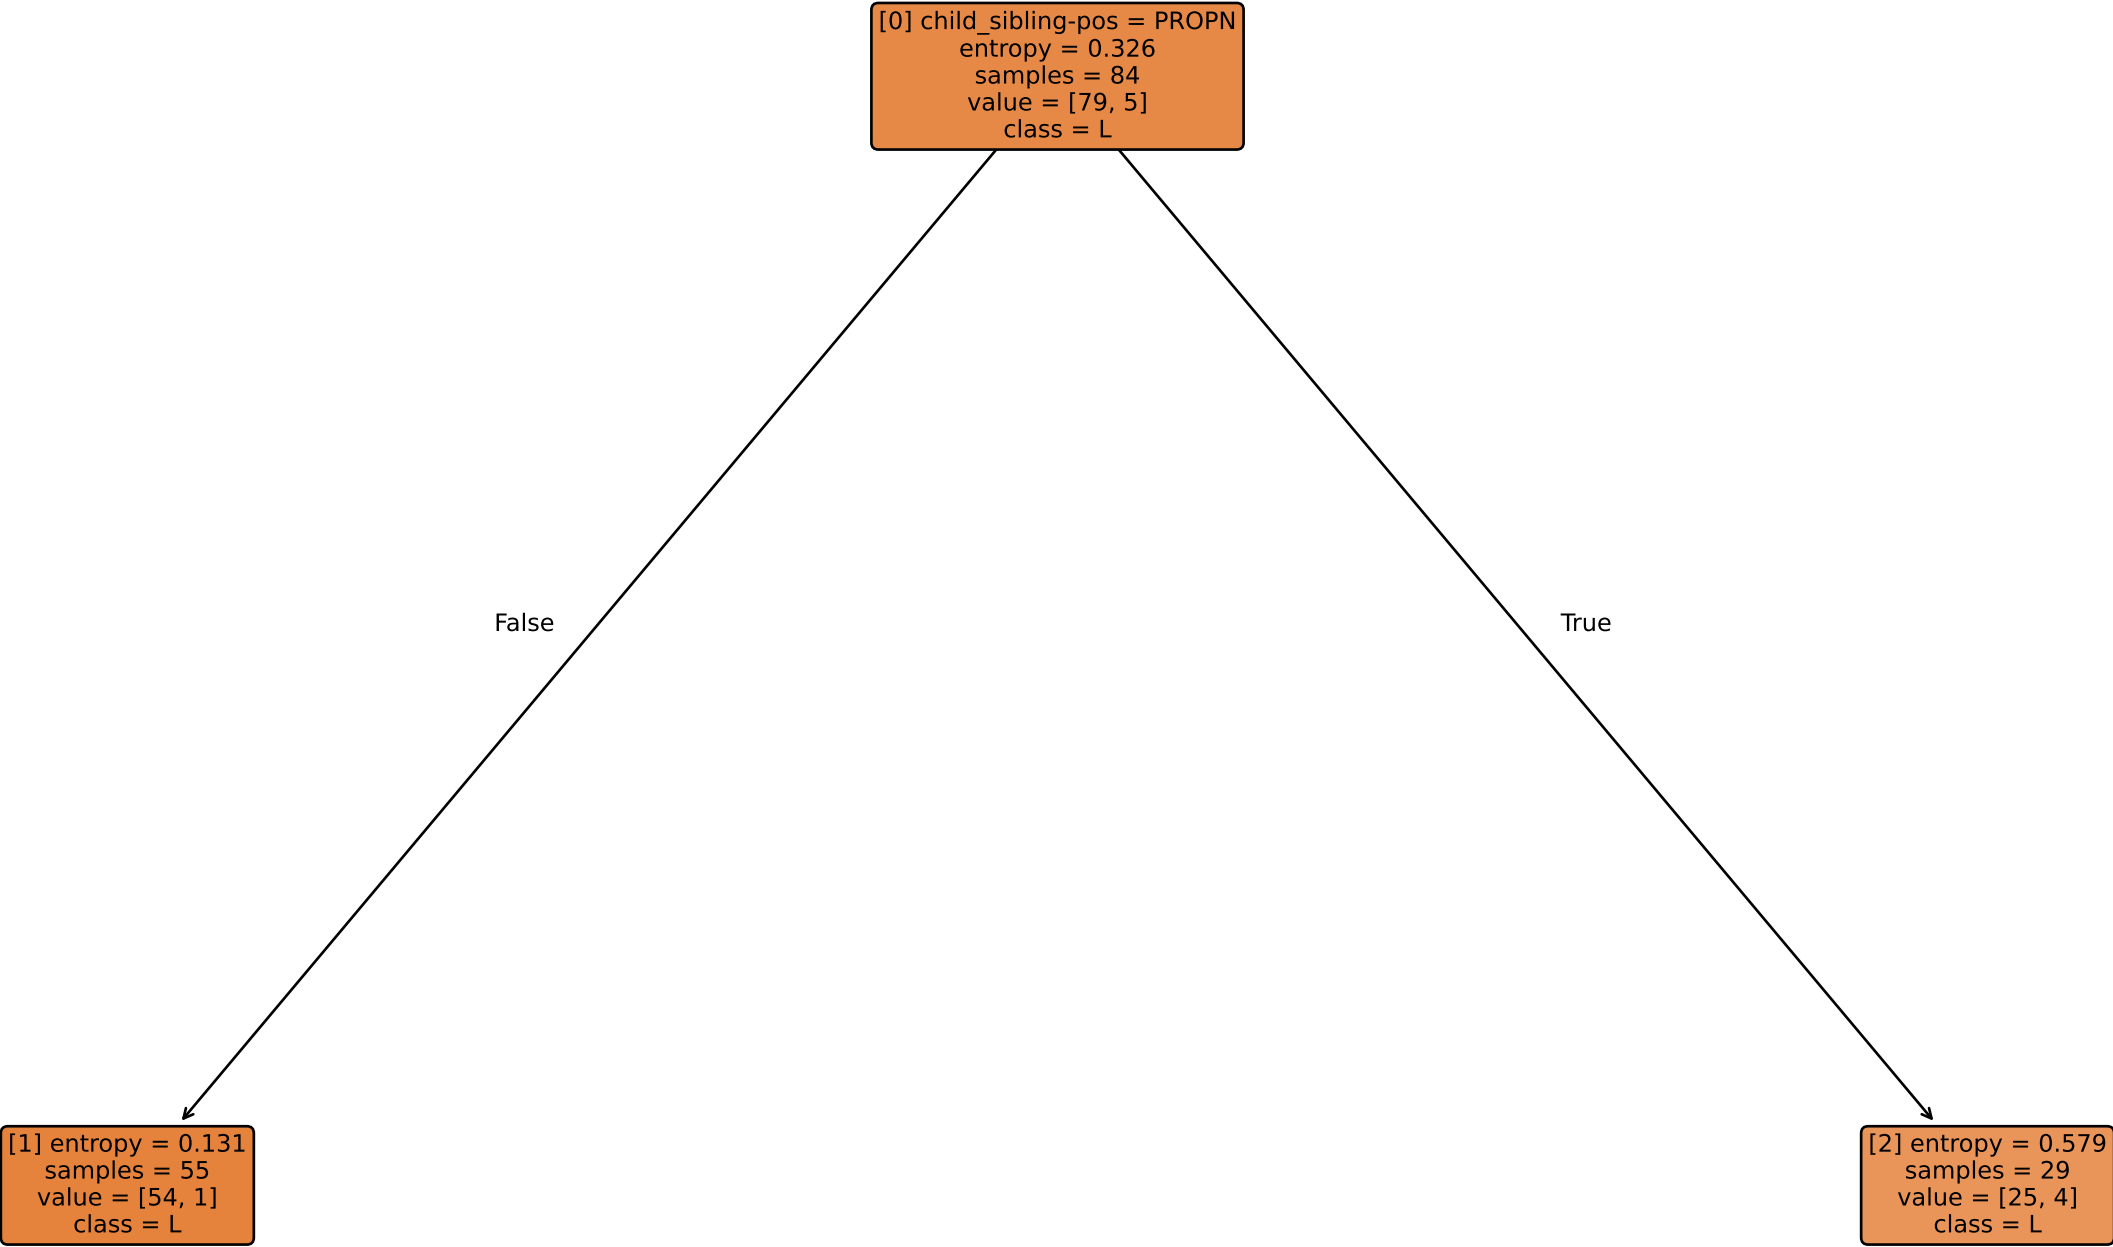 [0] child_sibling-pos = PROPN
entropy = 0.326
samples = 84
value = [79, 5]
class = L
False
True
[1] entropy = 0.131
samples = 55
value = [54, 1]
class = L
[2] entropy = 0.579
samples = 29
value = [25, 4]
class = L